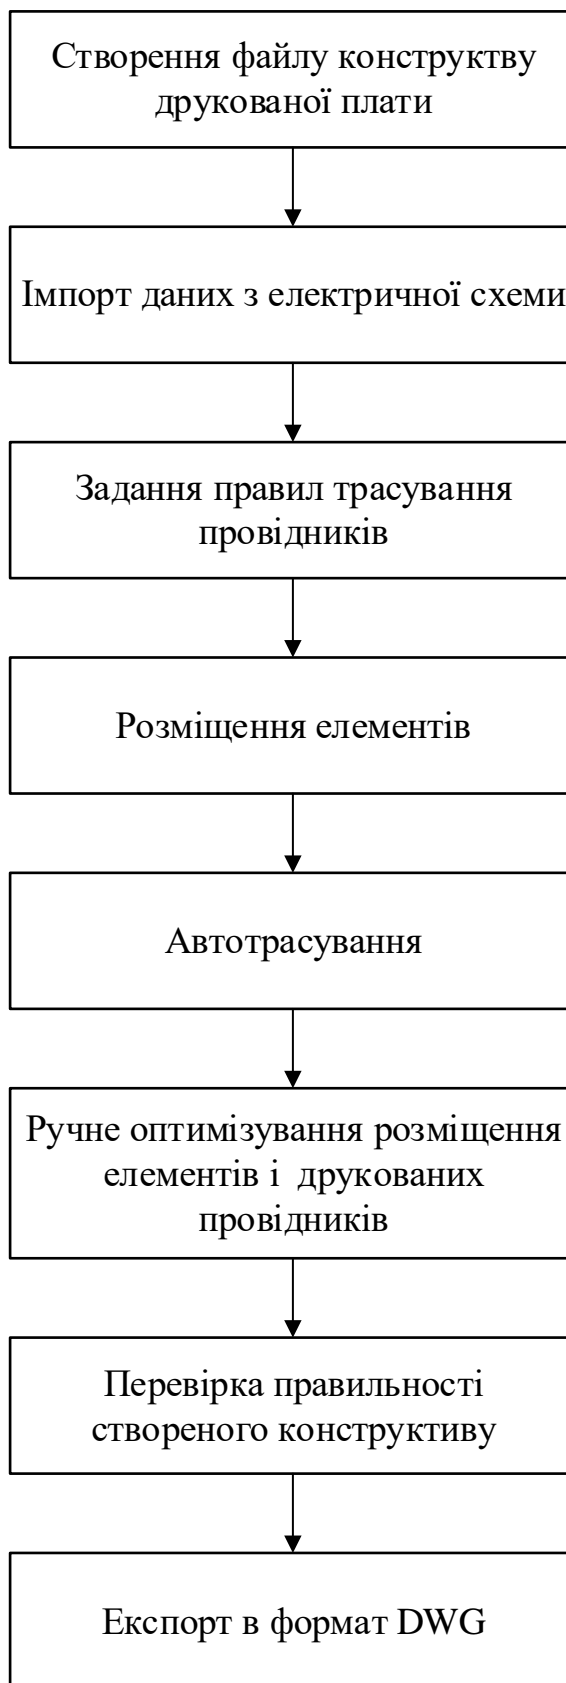 Створення файлу конструктву
друкованої плати
Імпорт даних з електричної схеми
Задання правил трасування
провідників
Розміщення елементів
Автотрасування
Ручне оптимізування розміщення
елементів і друкованих
провідників
Перевірка правильності
створеного конструктиву
Експорт в формат DWG